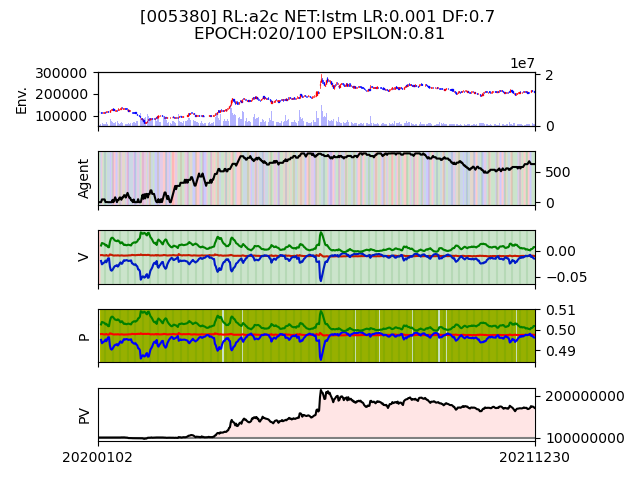 [005380] RL:a2c NET:lstm LR:0.001 DF:0.7
EPOCH:020/100 EPSILON:0.81
1e7
300000
200000
100000
Env.
2
0
Agent
500
0
V
0.00
−0.05
P
0.51
0.50
0.49
PV
200000000
100000000
20200102
20211230